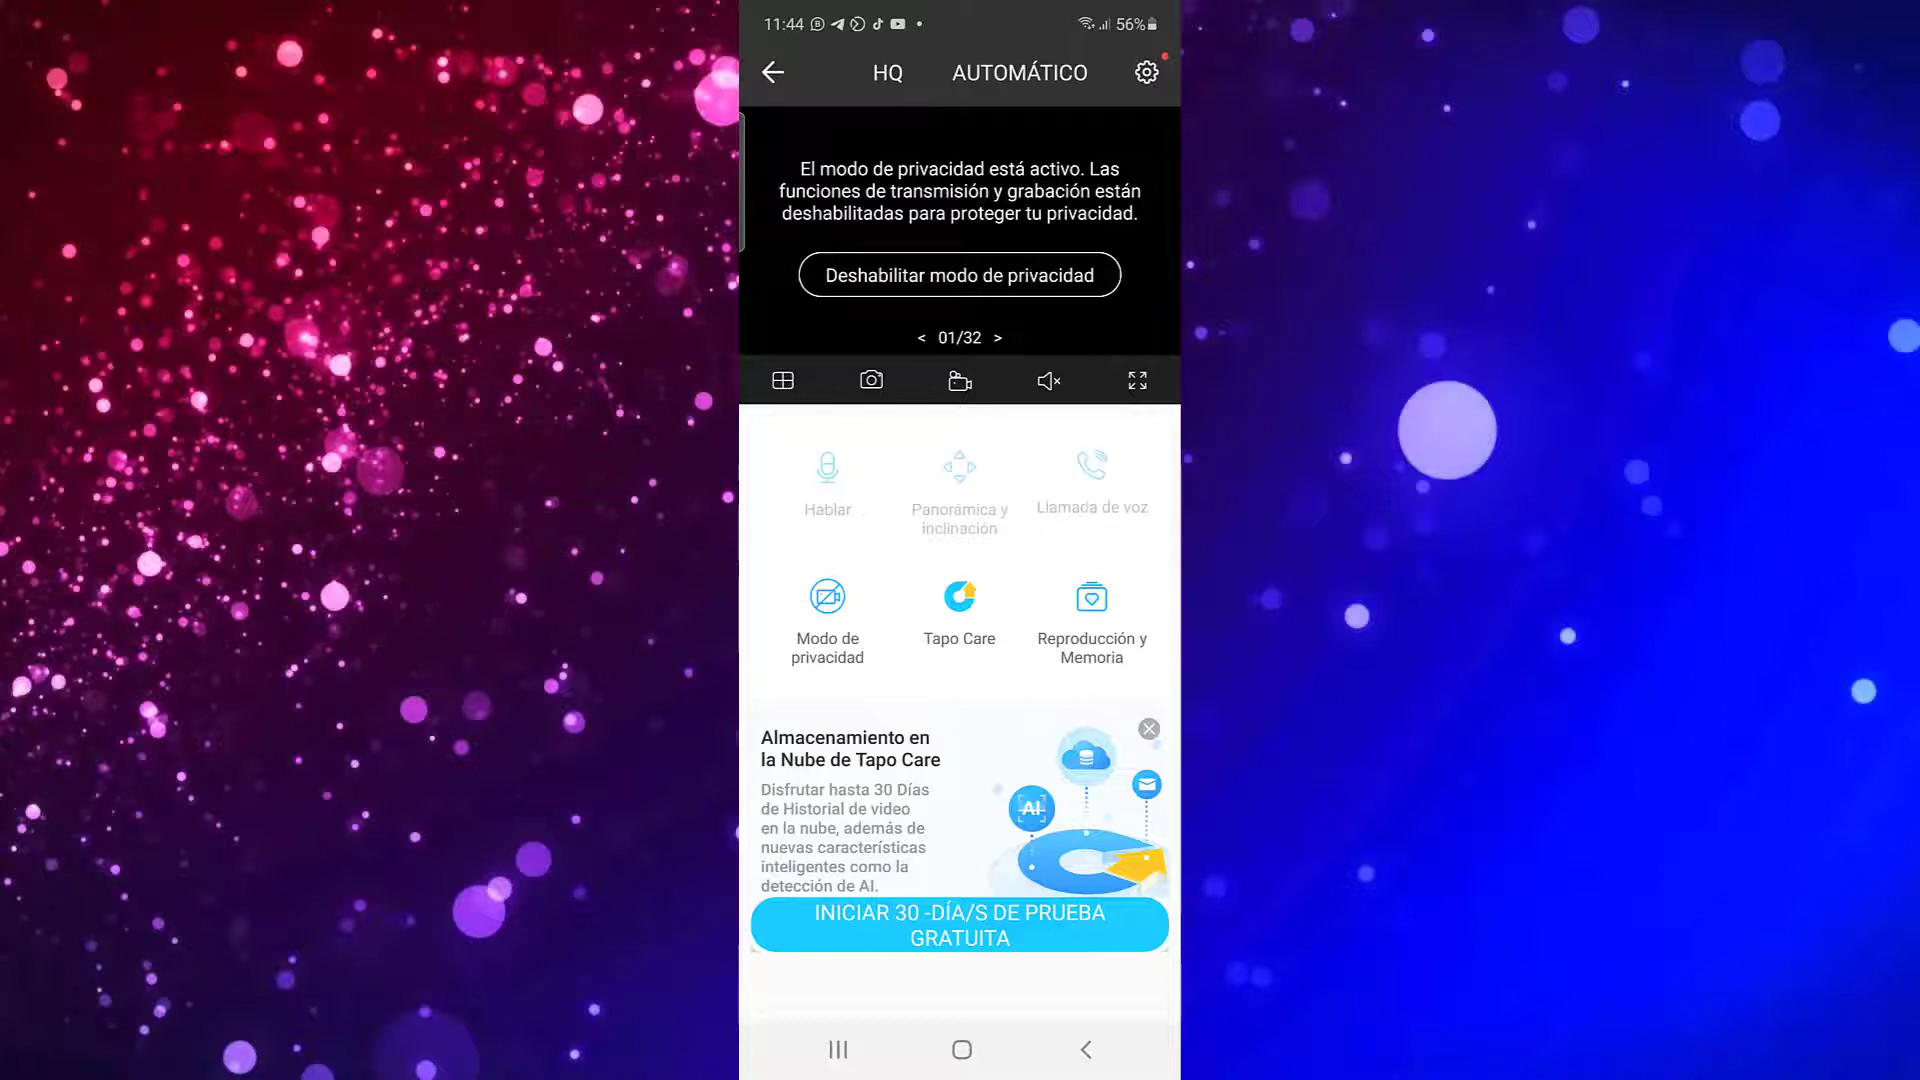 11:44
56%
HQ
AUTOMÁTICO
El modo de privacidad está activo. Las
funciones de transmisión y grabación están
deshabilitadas para proteger tu privacidad.
Deshabilitar modo de privacidad
< 01/32 >
Hablar
Panorámica y
inclinación
Llamada de voz
Modo de
privacidad
Tapo Care
Reproducción y
Memoria
Almacenamiento en
la Nube de Tapo Care
Disfrutar hasta 30 Días
de Historial de video
en la nube, además de
nuevas características
inteligentes como la
detección de AI.
AI
INICIAR 30 -DÍA/S DE PRUEBA
GRATUITA